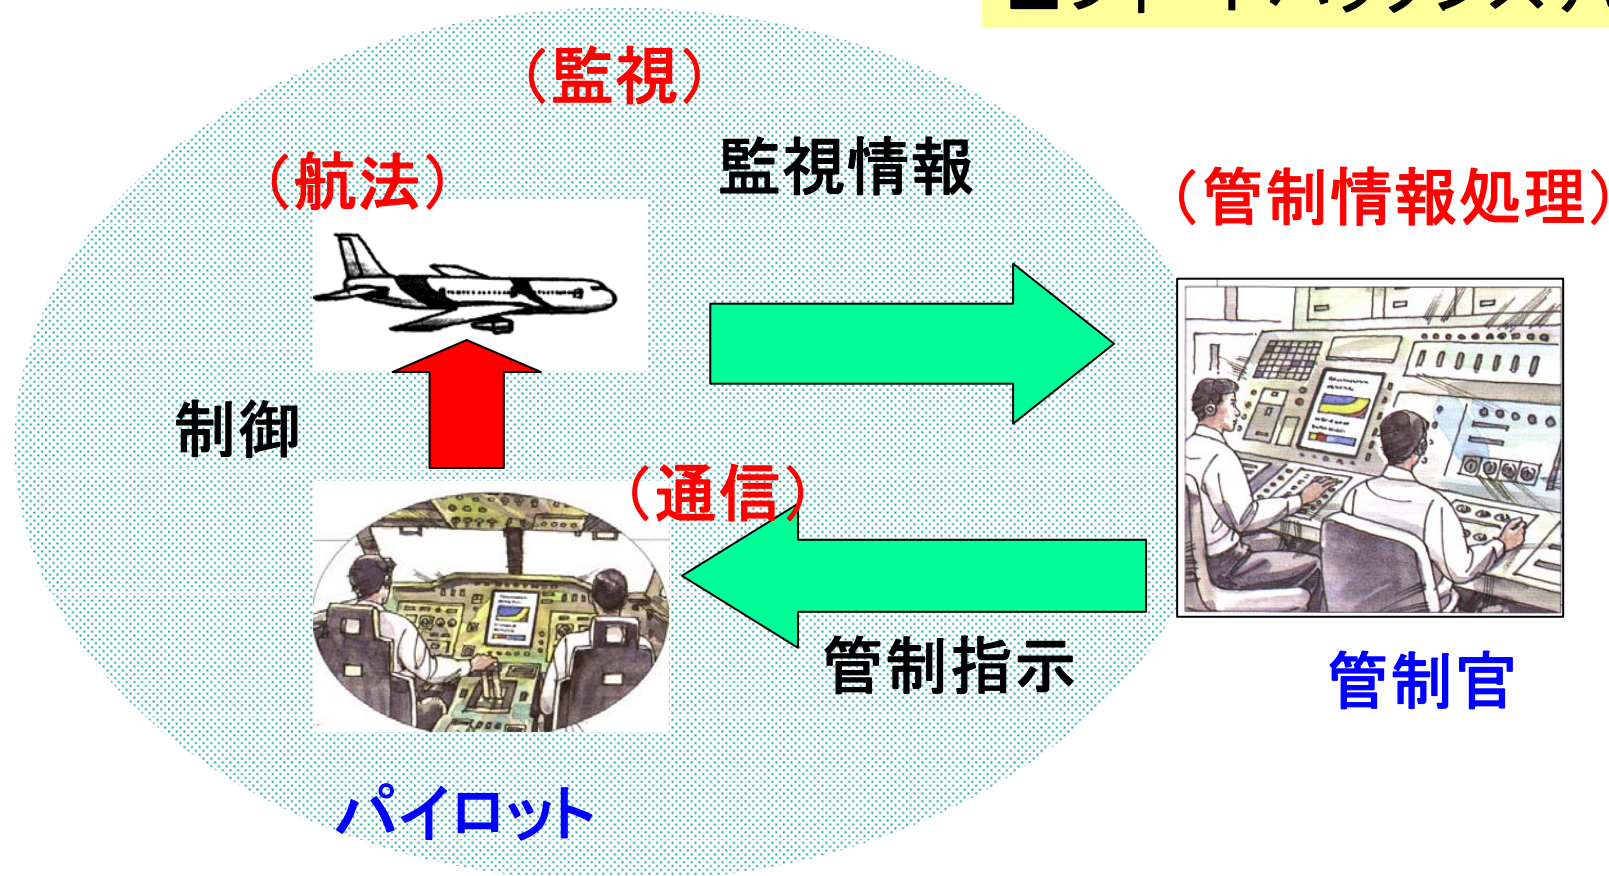 （監視）
（航法）
監視情報
（管制情報処理）
制御
（通信）
管制指示
管制官
パイロット